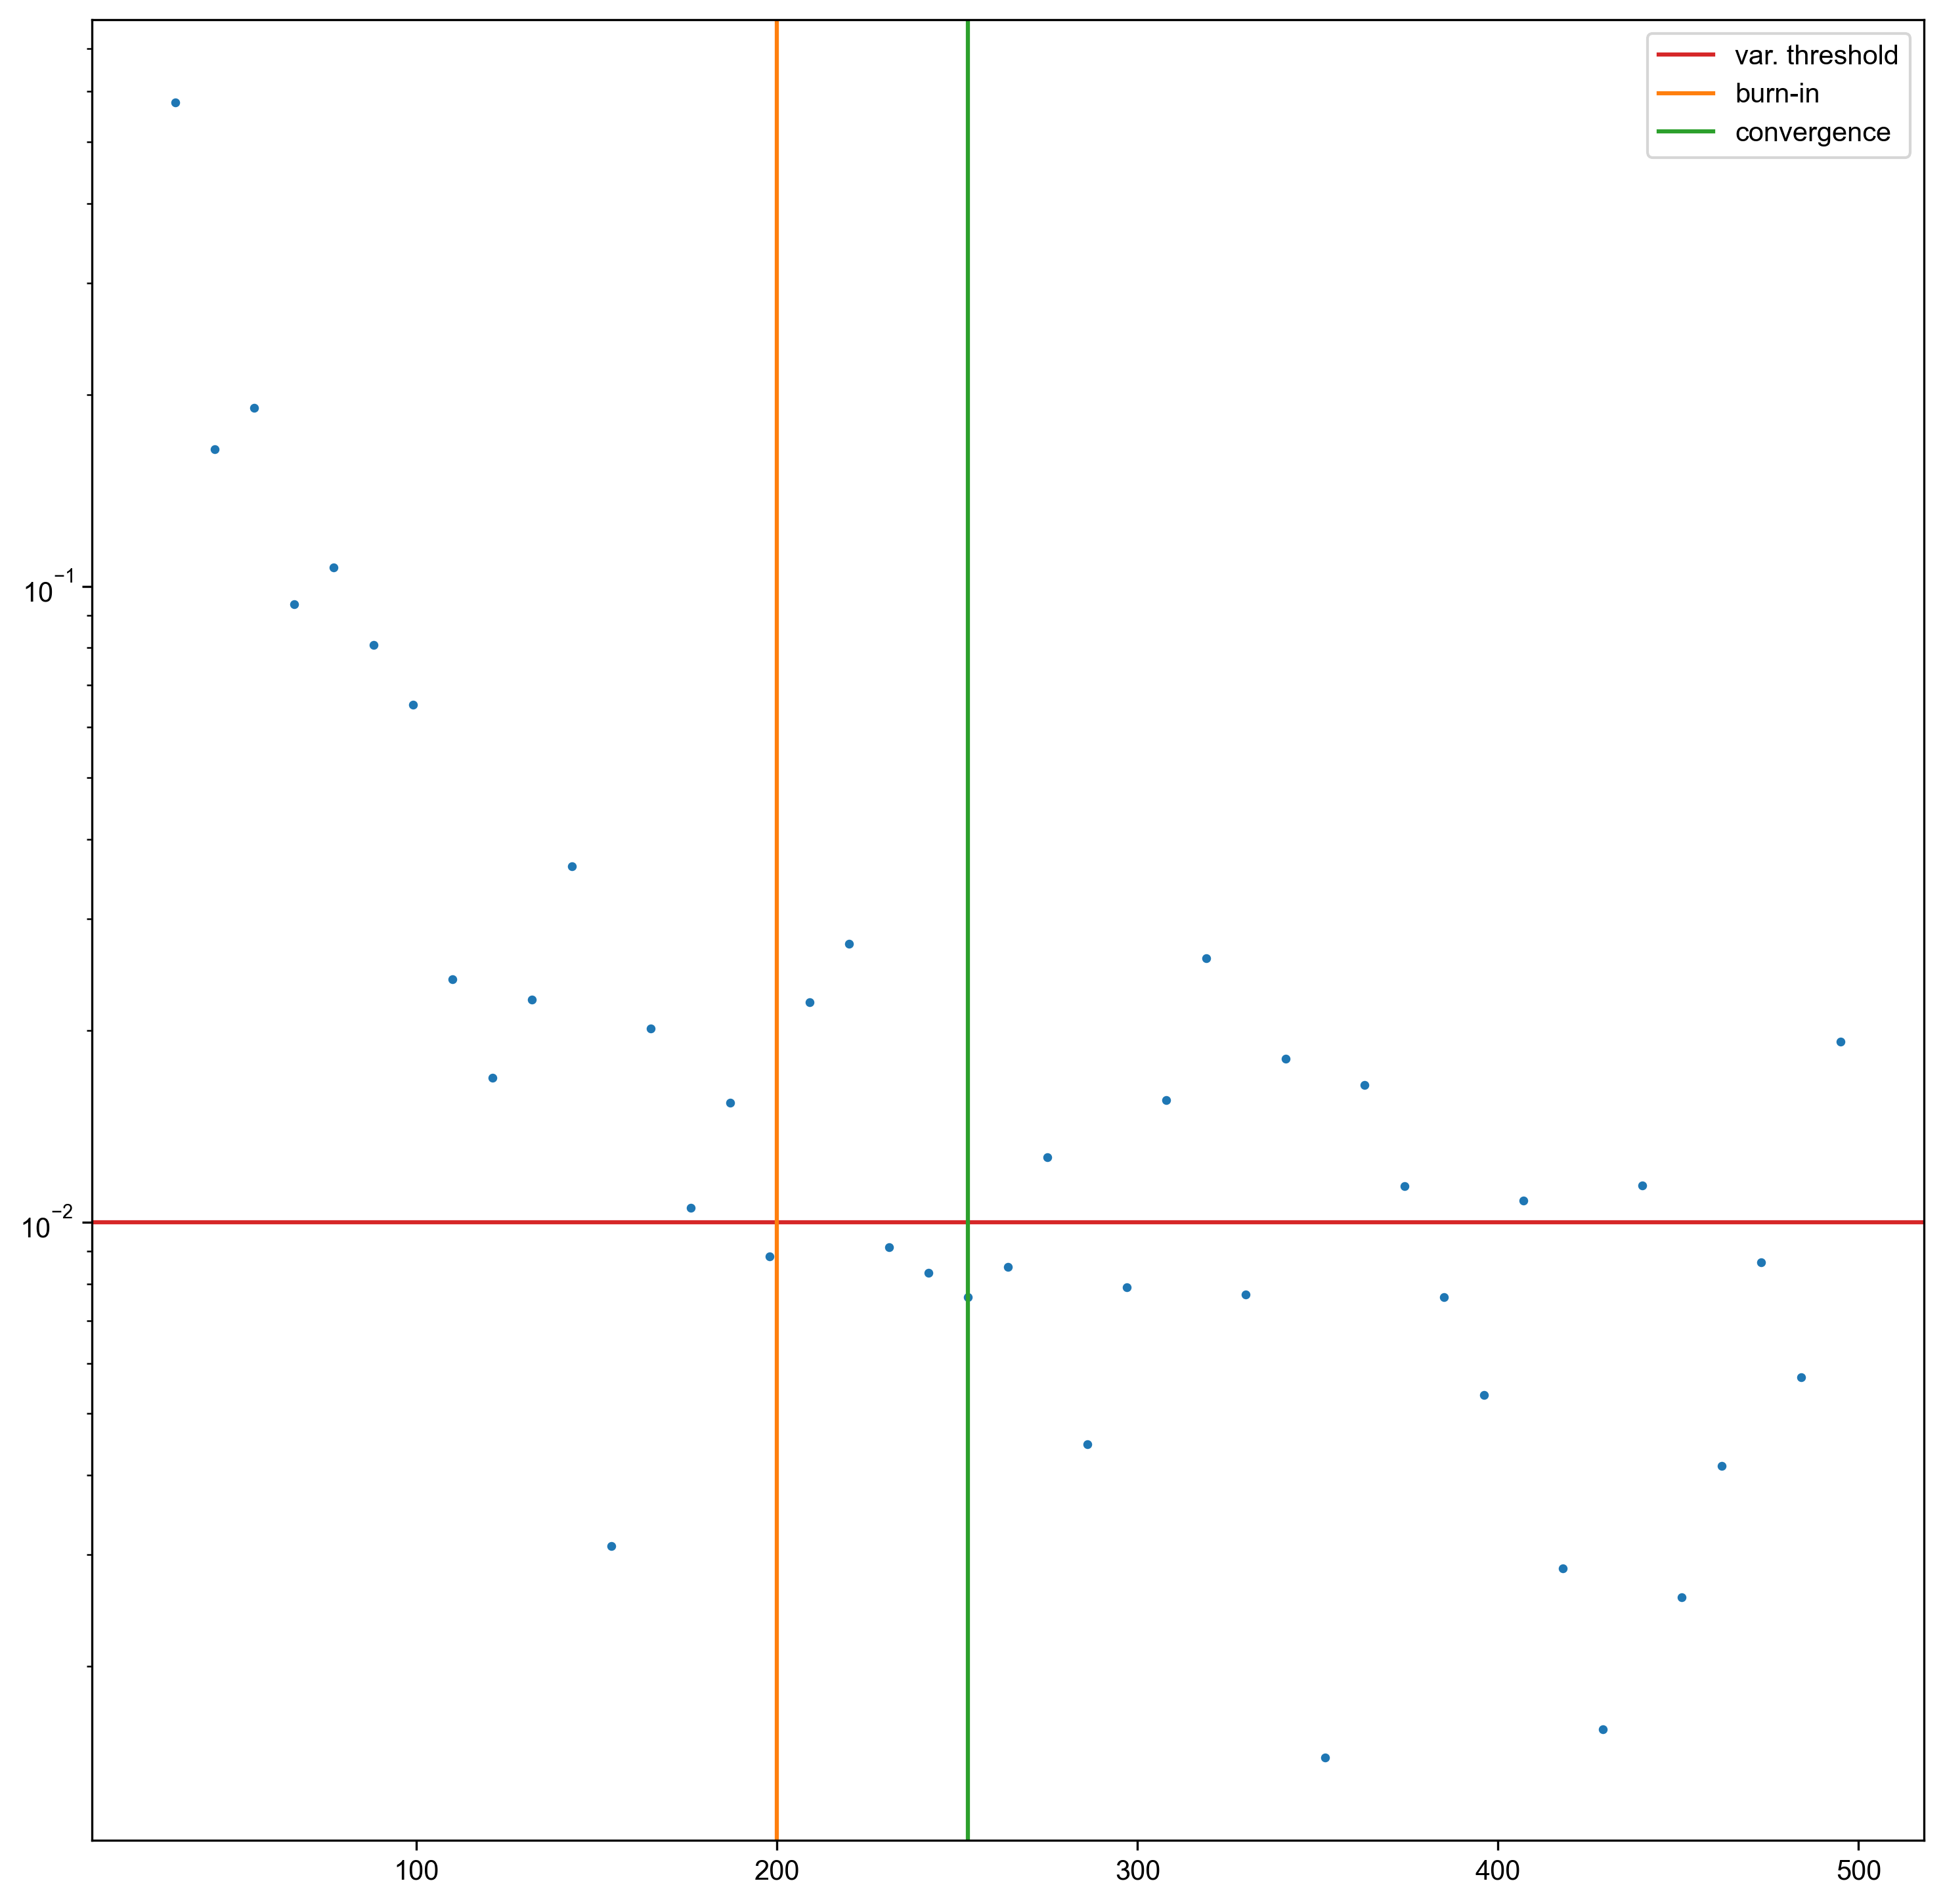 var. threshold
burn-in
convergence
10⁻¹
10⁻²
100 200 300 400 500